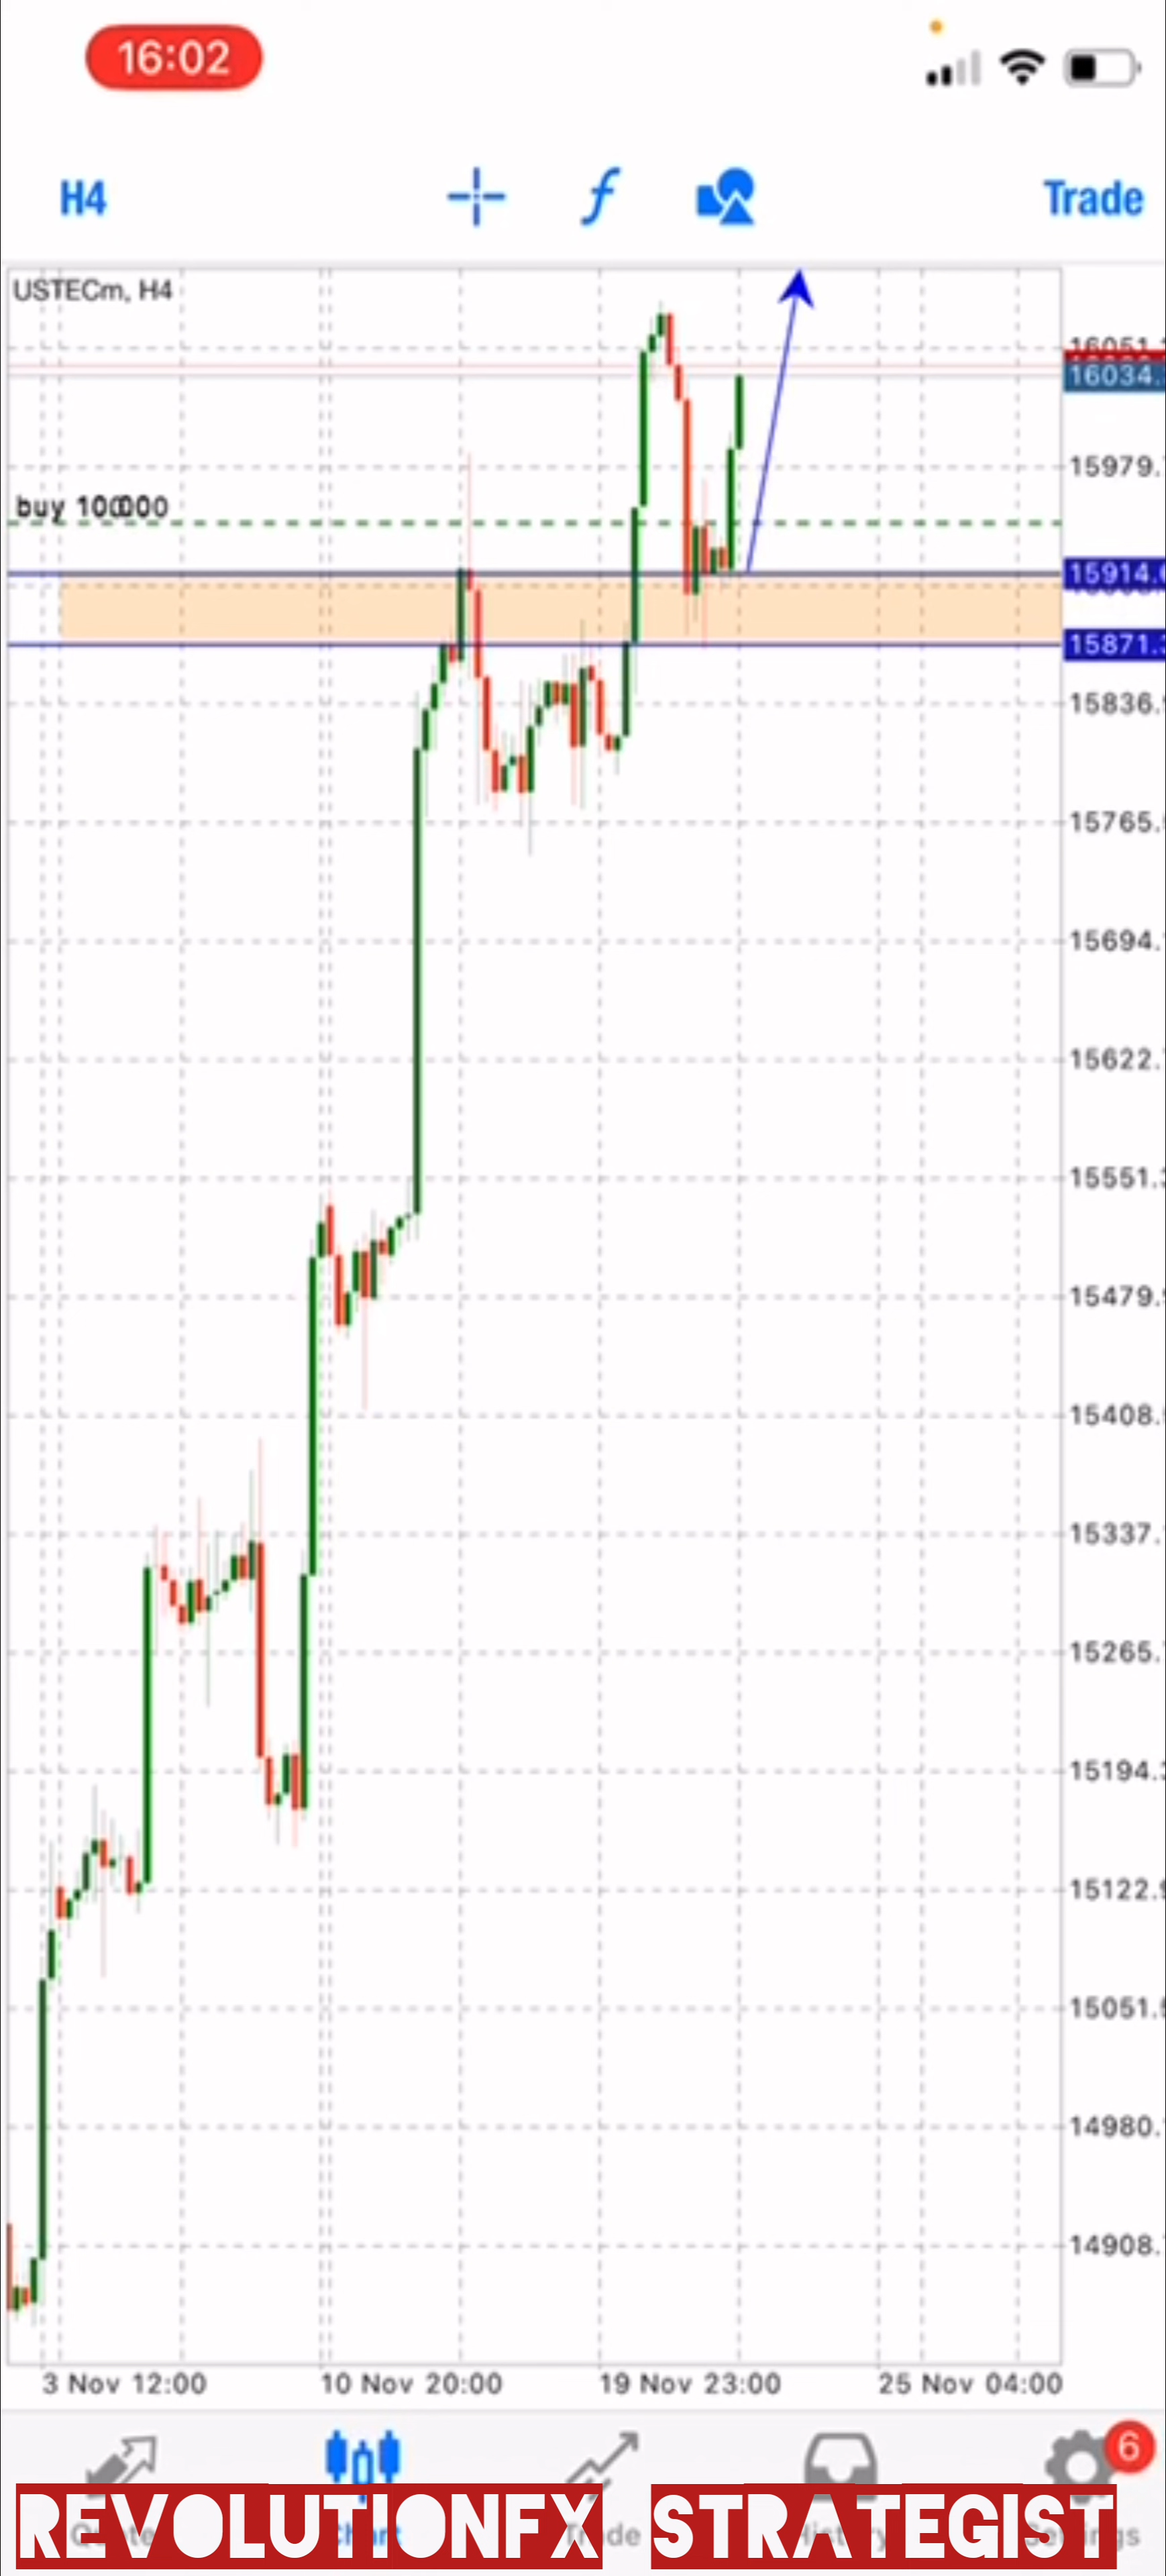 16:02
H4
Trade
USTECm, H4
16034.
15979.
buy 10
15914.
15871.
15836.
15765.
15694.
15622.
15551.
15479.
15408.
15337.
15265.
15194.
15122.
15051.
14980.
14908.
3 Nov 12:00
10 Nov 20:00
19 Nov 23:00
25 Nov 04:00
6
REVOLUTIONFX STRATEGIST